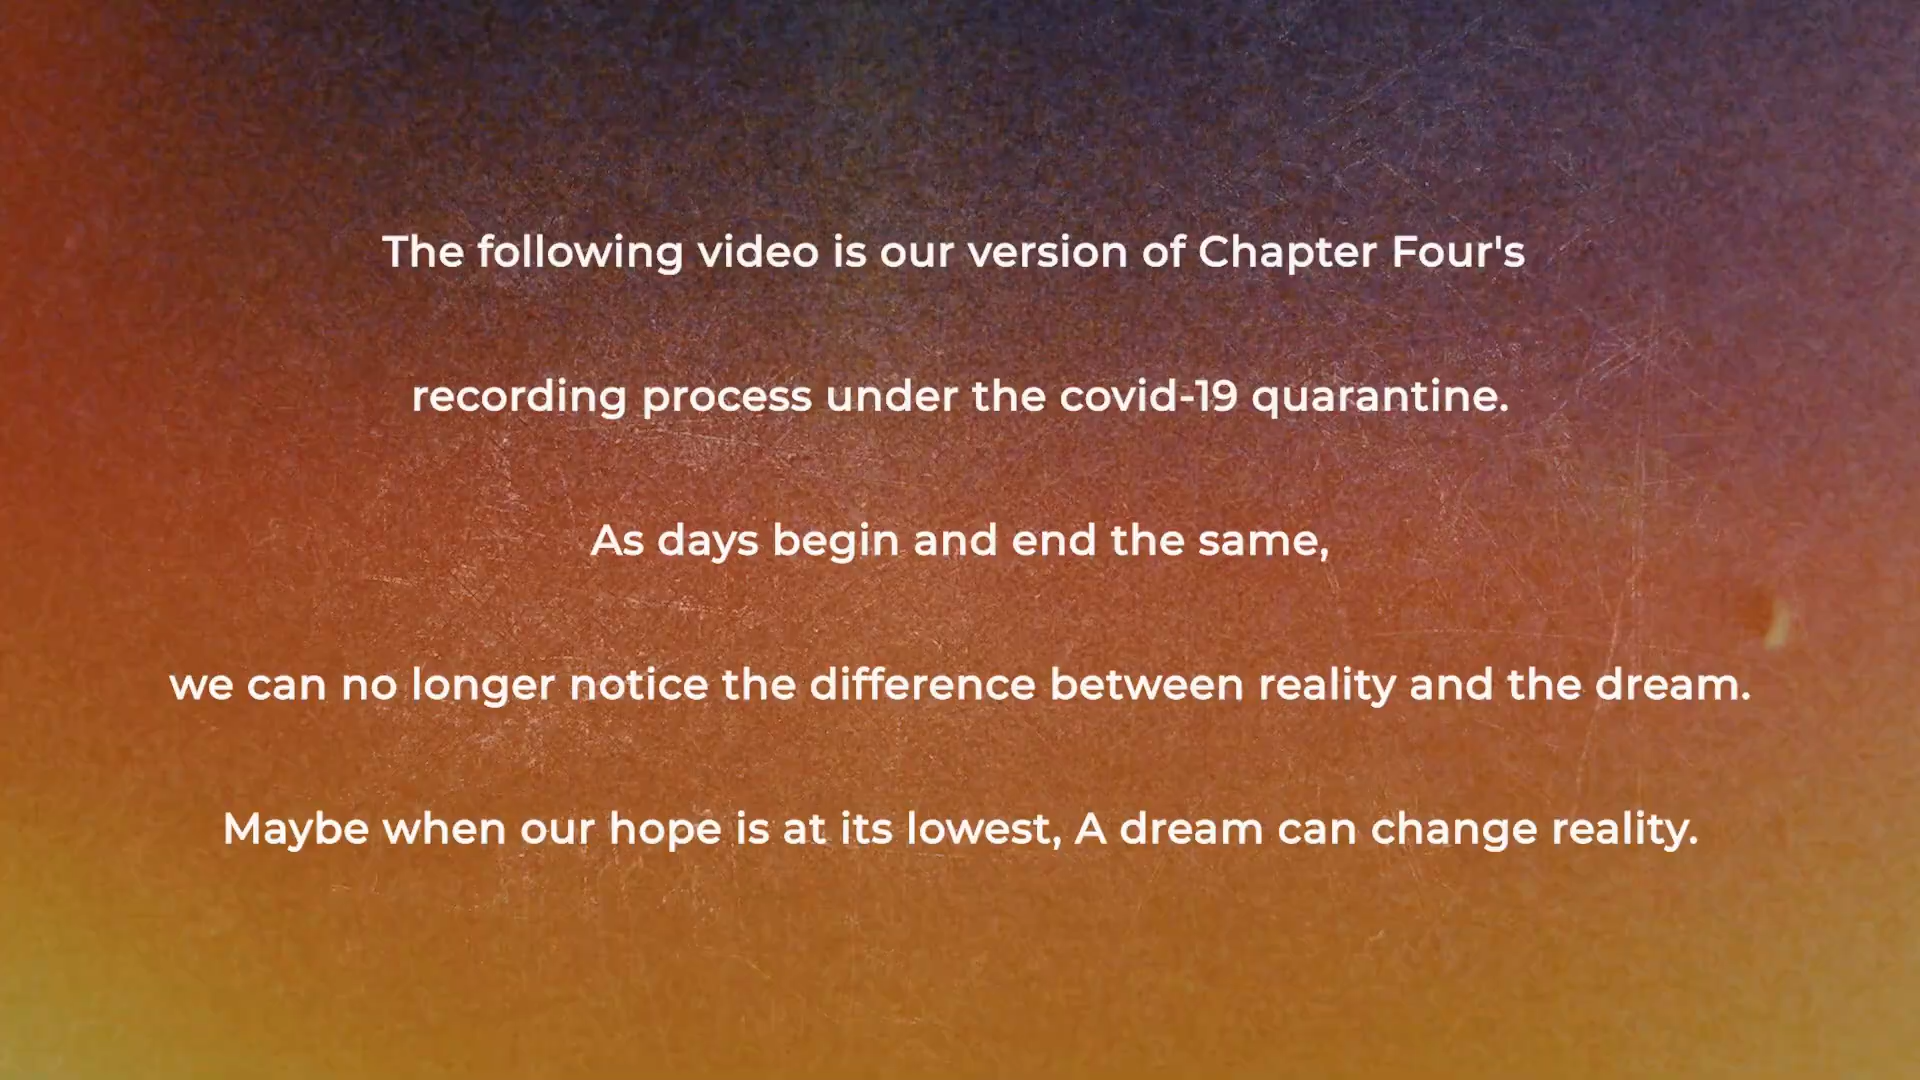 The following video is our version of Chapter Four's
recording process under the covid-19 quarantine.
As days begin and end the same,
we can no longer notice the difference between reality and the dream.
Maybe when our hope is at its lowest, A dream can change reality.